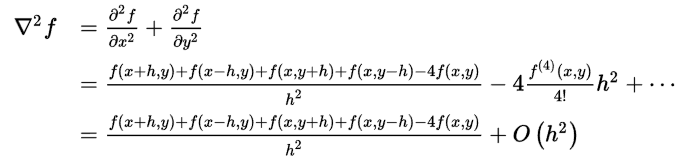 ∇²f = ∂²f/∂x² + ∂²f/∂y²
= (f(x+h,y)+f(x−h,y)+f(x,y+h)+f(x,y−h)−4f(x,y))/h² − 4 f⁽⁴⁾(x,y)/4! h² + ⋯
= (f(x+h,y)+f(x−h,y)+f(x,y+h)+f(x,y−h)−4f(x,y))/h² + O(h²)